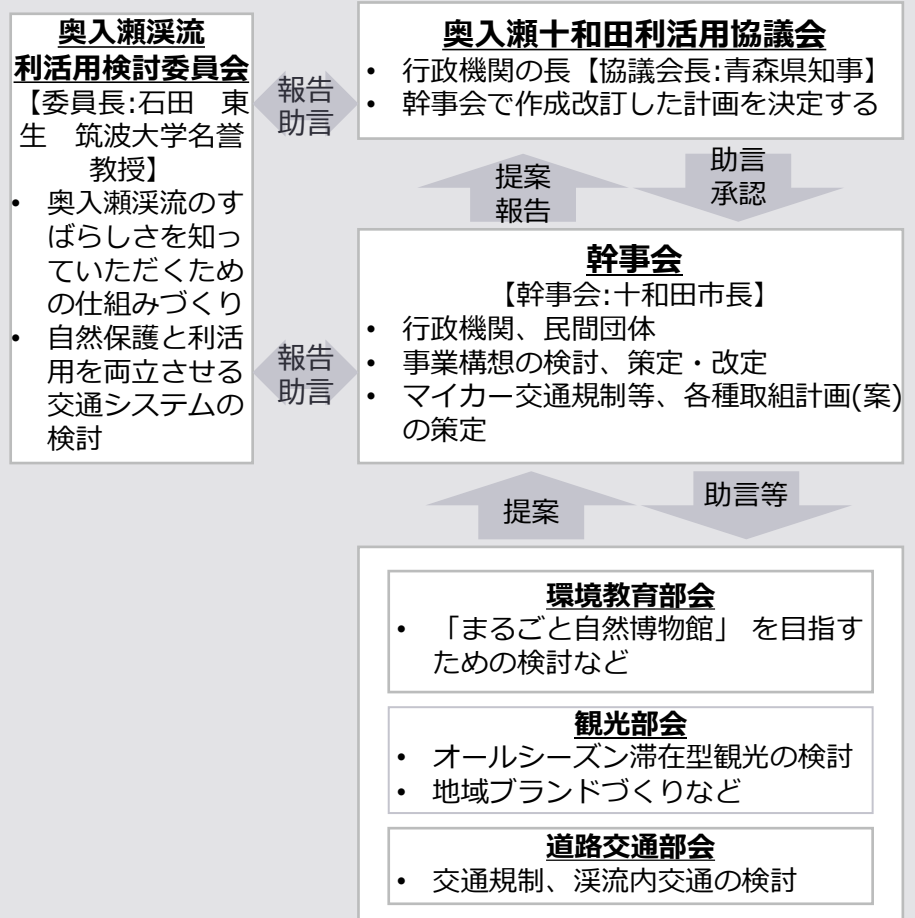 奥入瀬渓流
利活用検討委員会
【委員長:石田　東
生　筑波大学名誉
教授】
• 奥入瀬渓流のす
ばらしさを知っ
ていただくため
の仕組みづくり
• 自然保護と利活
用を両立させる
交通システムの
検討
報告
助言
報告
助言
奥入瀬十和田利活用協議会
• 行政機関の長【協議会長:青森県知事】
• 幹事会で作成改訂した計画を決定する
提案
報告
助言
承認
幹事会
【幹事会:十和田市長】
• 行政機関、民間団体
• 事業構想の検討、策定・改定
• マイカー交通規制等、各種取組計画(案)
の策定
提案
助言等
環境教育部会
• 「まるごと自然博物館」 を目指す
ための検討など
観光部会
• オールシーズン滞在型観光の検討
• 地域ブランドづくりなど
道路交通部会
• 交通規制、渓流内交通の検討